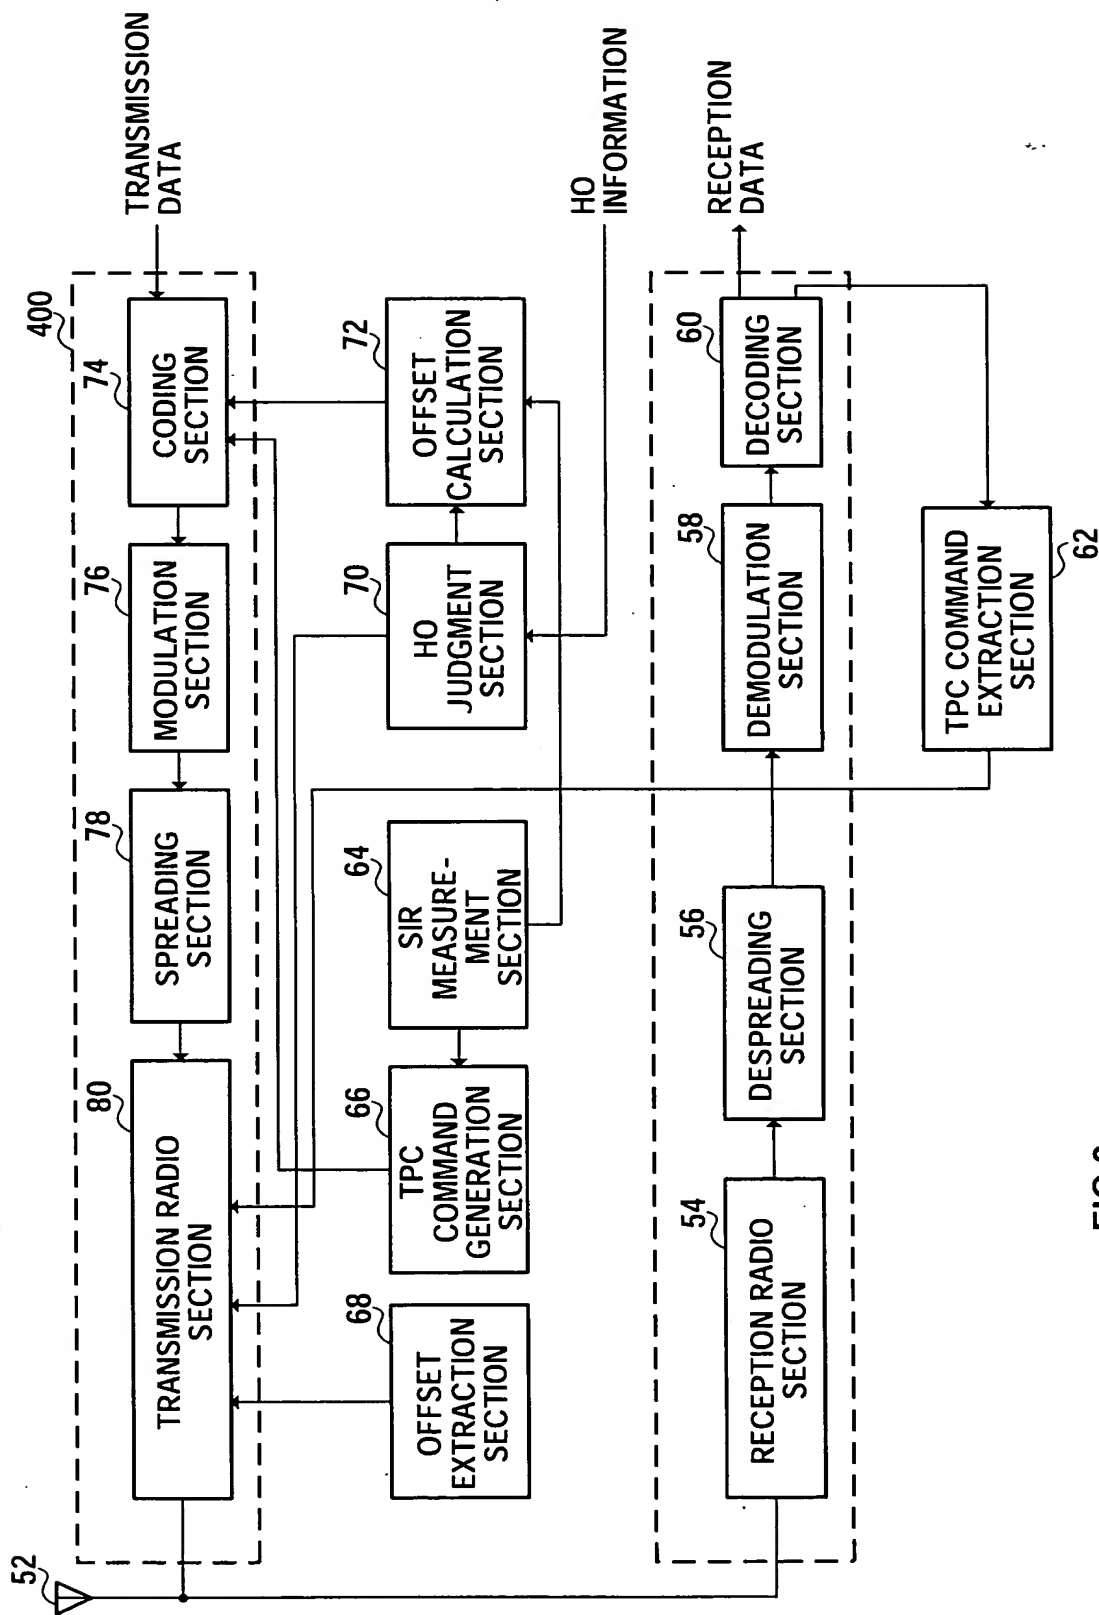 52
400
80
TRANSMISSION RADIO
SECTION
78
SPREADING
SECTION
76
MODULATION
SECTION
74
CODING
SECTION
TRANSMISSION
DATA
68
OFFSET
EXTRACTION
SECTION
66
TPC
COMMAND
GENERATION
SECTION
64
SIR
MEASURE-
MENT
SECTION
70
HO
JUDGMENT
SECTION
72
OFFSET
CALCULATION
SECTION
HO
INFORMATION
54
RECEPTION RADIO
SECTION
56
DESPREADING
SECTION
58
DEMODULATION
SECTION
60
DECODING
SECTION
RECEPTION
DATA
TPC COMMAND
EXTRACTION
SECTION
62